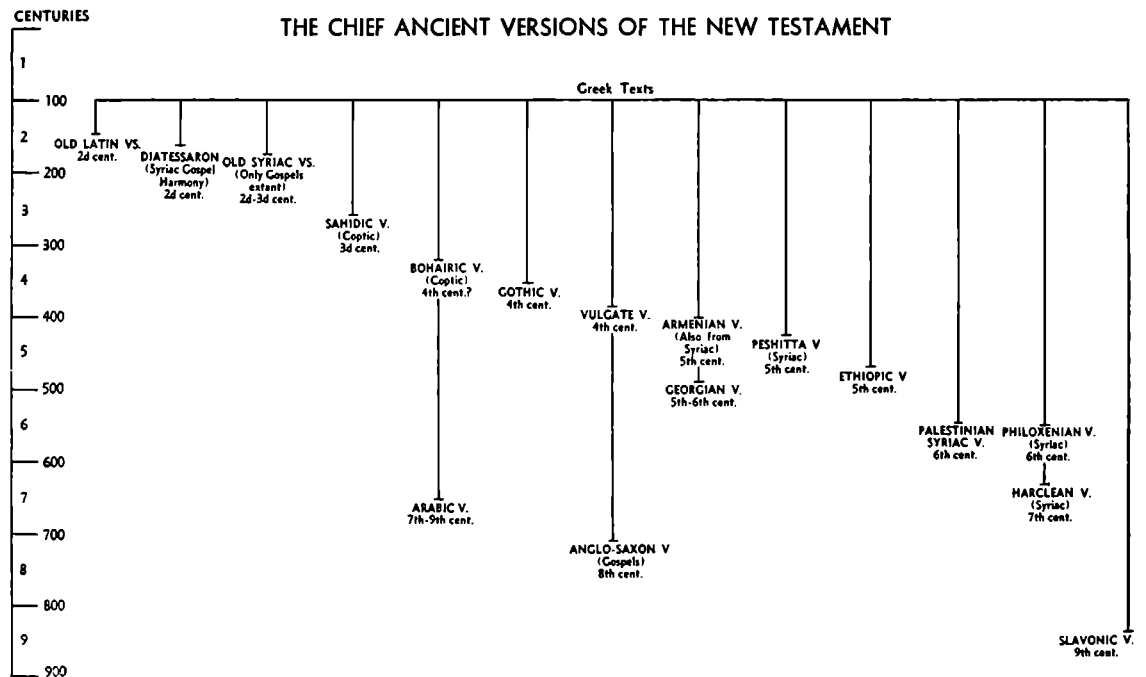 CENTURIES
THE CHIEF ANCIENT VERSIONS OF THE NEW TESTAMENT
1
Greek Texts
100
2
OLD LATIN VS.
2d cent.
DIATESSARON
(Syriac Gospel
Harmony)
2d cent.
OLD SYRIAC VS.
(Only Gospels
extant)
2d-3d cent.
200
3
SAHIDIC V.
(Coptic)
3d cent.
300
4
BOHAIRIC V.
(Coptic)
4th cent.?
GOTHIC V.
4th cent.
VULGATE V.
4th cent.
400
ARMENIAN V.
(Also from
Syriac)
5th cent.
PESHITTA V
(Syriac)
5th cent.
5
ETHIOPIC V
5th cent.
500
GEORGIAN V.
5th-6th cent.
6
PALESTINIAN
SYRIAC V.
6th cent.
PHILOXENIAN V.
(Syriac)
6th cent.
600
7
ARABIC V.
7th-9th cent.
HARCLEAN V.
(Syriac)
7th cent.
700
ANGLO-SAXON V
(Gospels)
8th cent.
8
800
9
SLAVONIC V.
9th cent.
900